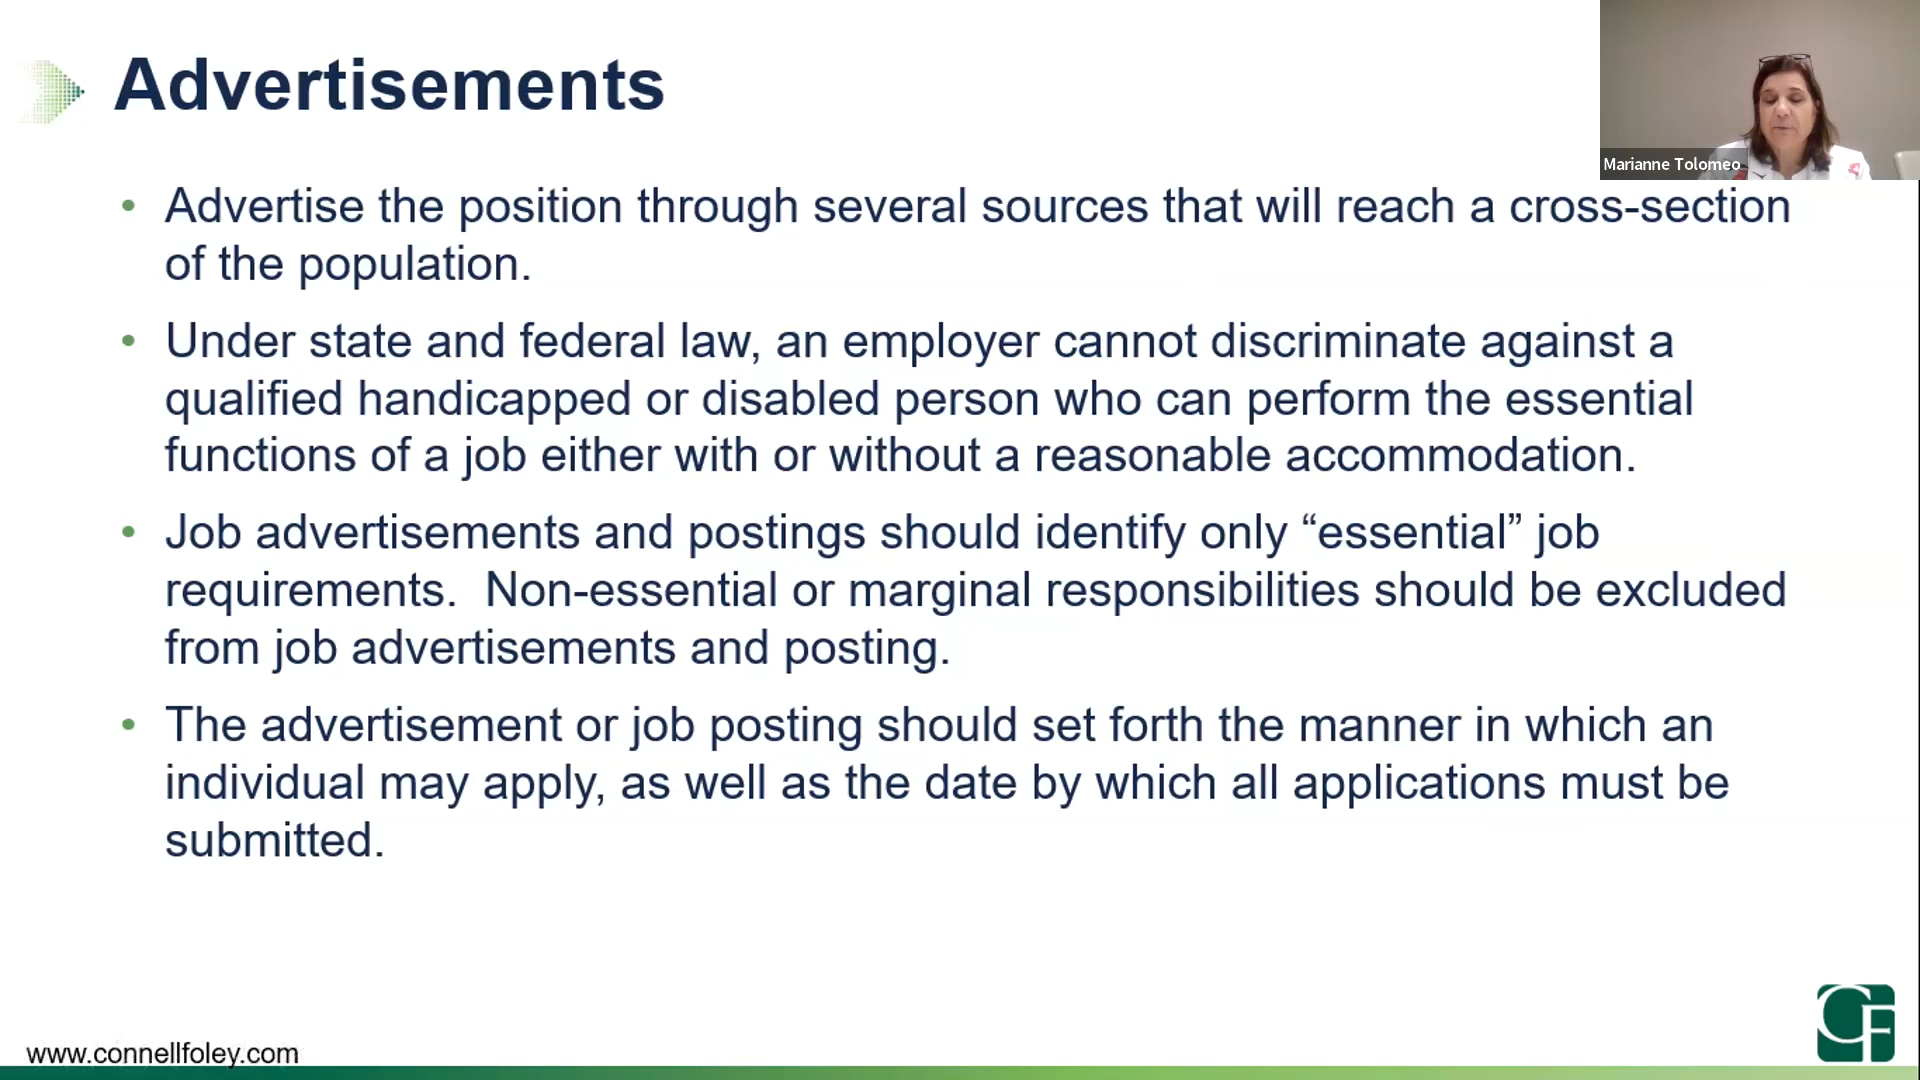 Advertisements
Marianne Tolomeo
• Advertise the position through several sources that will reach a cross-section
of the population.
• Under state and federal law, an employer cannot discriminate against a
qualified handicapped or disabled person who can perform the essential
functions of a job either with or without a reasonable accommodation.
• Job advertisements and postings should identify only “essential” job
requirements.  Non-essential or marginal responsibilities should be excluded
from job advertisements and posting.
• The advertisement or job posting should set forth the manner in which an
individual may apply, as well as the date by which all applications must be
submitted.
CF
www.connellfoley.com